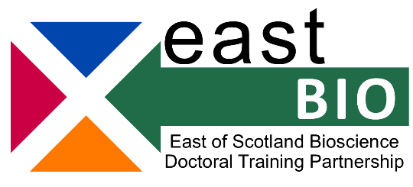 east
BIO
East of Scotland Bioscience
Doctoral Training Partnership